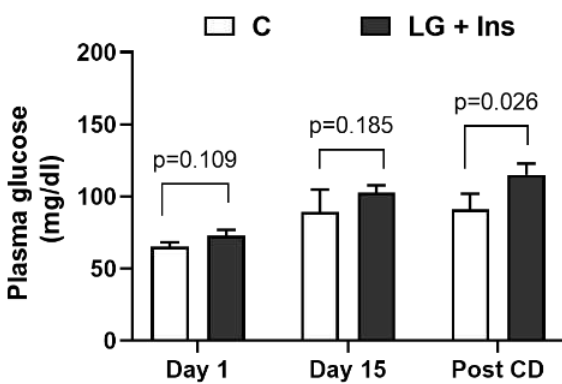 C
LG + Ins
Plasma glucose
(mg/dl)
200
150
100
50
0
p=0.109
p=0.185
p=0.026
Day 1
Day 15
Post CD